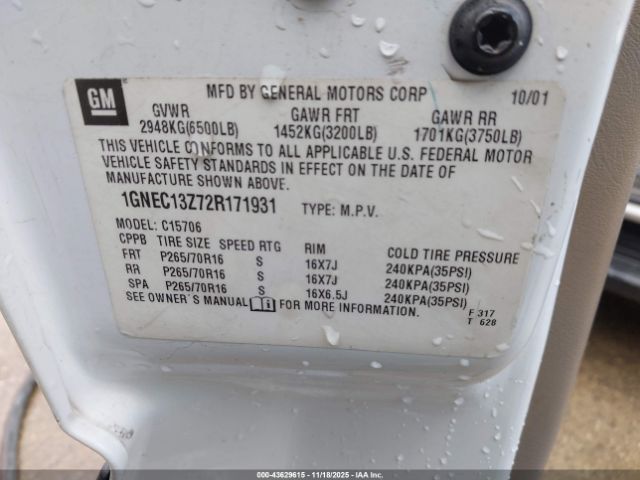 GM
MFD BY GENERAL MOTORS CORP 10/01
GVWR GAWR FRT GAWR RR
2948KG(6500LB) 1452KG(3200LB) 1701KG(3750LB)
THIS VEHICLE CONFORMS TO ALL APPLICABLE U.S. FEDERAL MOTOR
VEHICLE SAFETY STANDARDS IN EFFECT ON THE DATE OF
MANUFACTURE SHOWN ABOVE.
1GNEC13Z72R171931 TYPE: M.P.V.
MODEL: C15706
CPPB TIRE SIZE SPEED RTG RIM COLD TIRE PRESSURE
FRT P265/70R16 S 16X7J 240KPA(35PSI)
RR P265/70R16 S 16X7J 240KPA(35PSI)
SPA P265/70R16 S 16X6.5J 240KPA(35PSI)
SEE OWNER'S MANUAL FOR MORE INFORMATION.
F 317
T 628
000-43629615 - 11/18/2025 - IAA Inc.